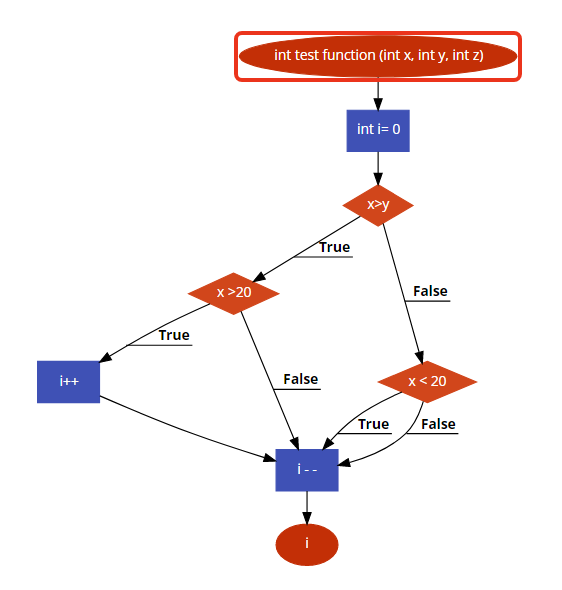 int test function (int x, int y, int z)
int i= 0
x>y
True
x >20
False
True
i++
False
x < 20
True
False
i - -
i